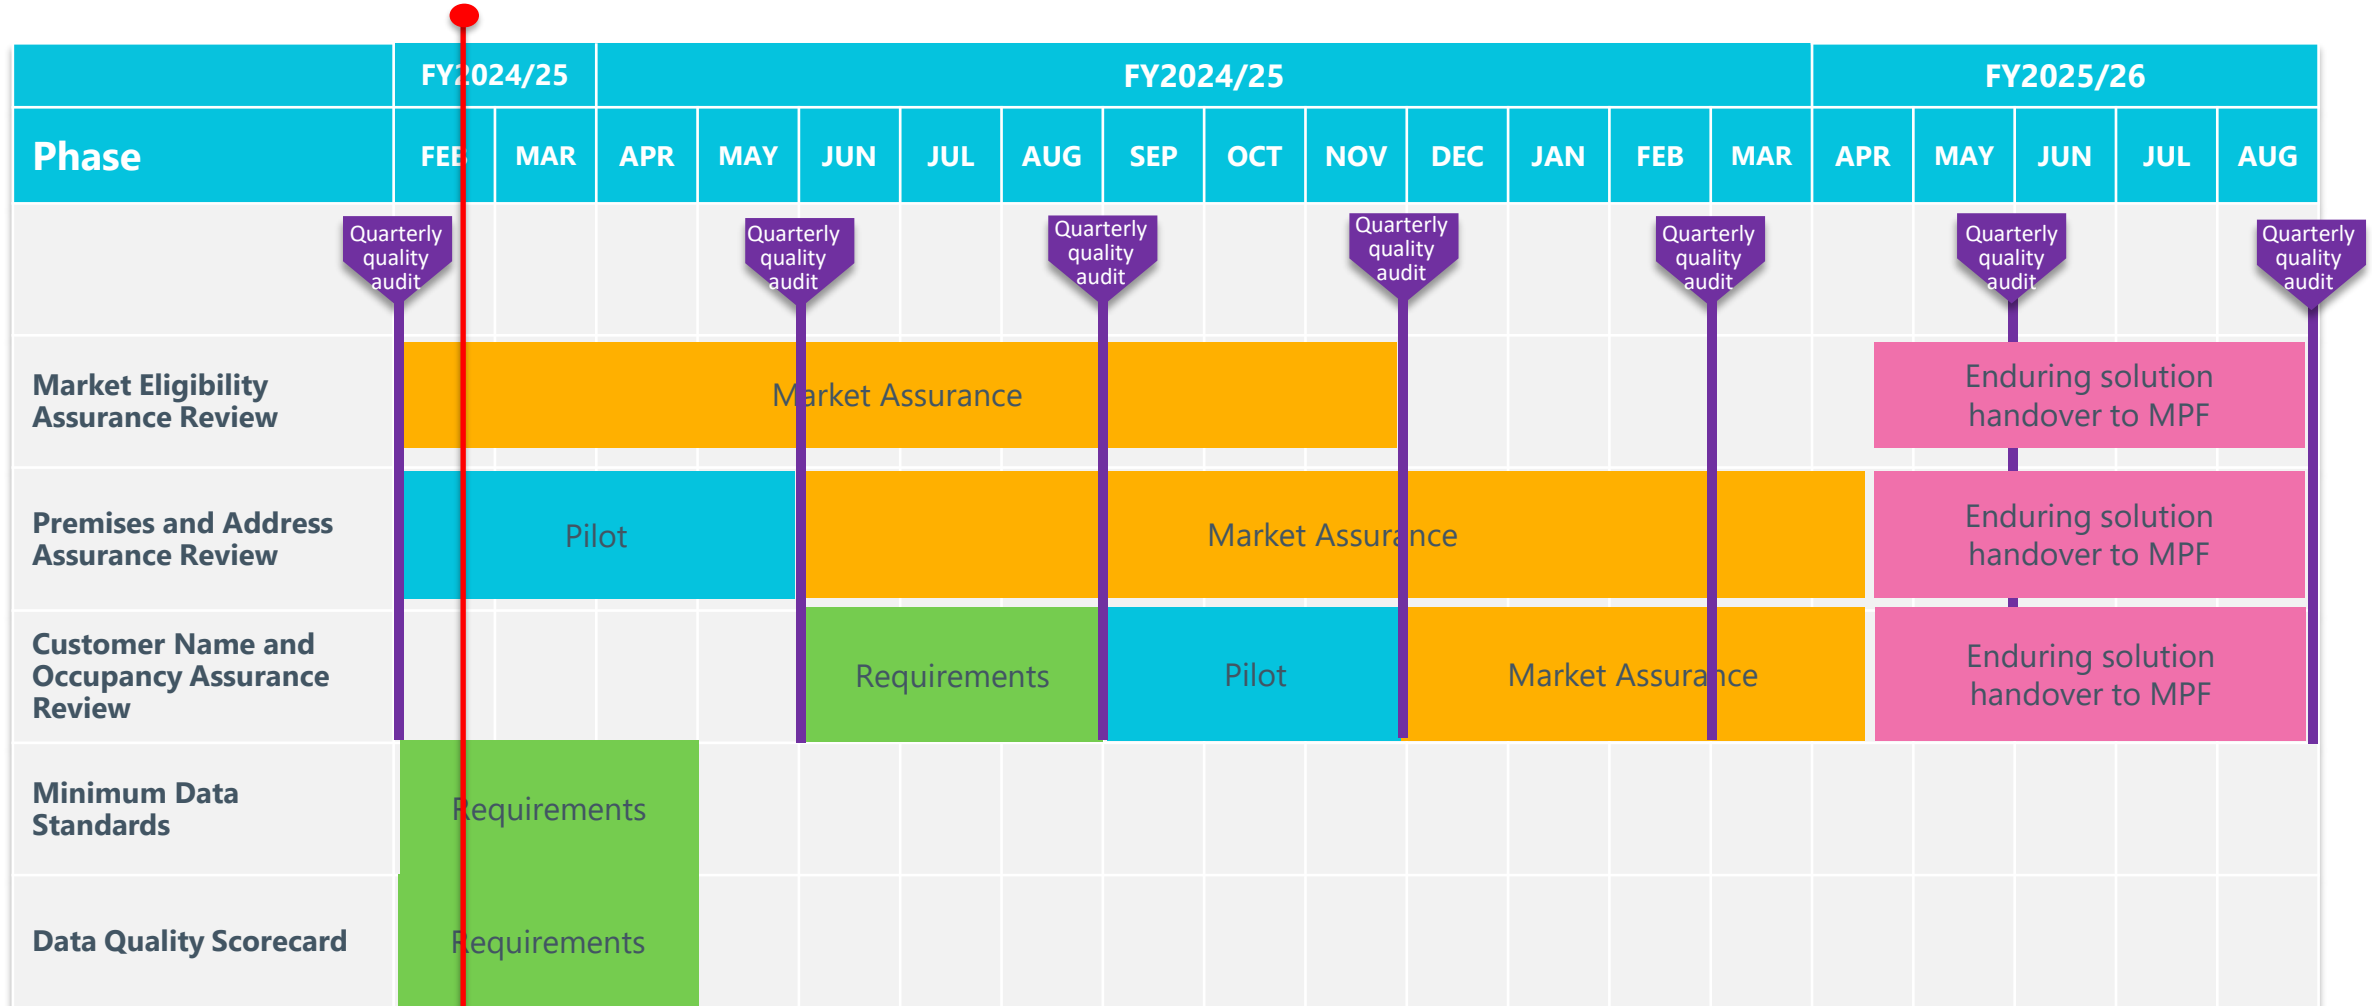 FY2024/25 FY2024/25 FY2025/26
Phase FEB MAR APR MAY JUN JUL AUG SEP OCT NOV DEC JAN FEB MAR APR MAY JUN JUL AUG
Quarterly
quality
audit
Quarterly
quality
audit
Quarterly
quality
audit
Quarterly
quality
audit
Quarterly
quality
audit
Quarterly
quality
audit
Quarterly
quality
audit
Market Eligibility
Assurance Review
Market Assurance
Enduring solution
handover to MPF
Premises and Address
Assurance Review
Pilot
Market Assurance
Enduring solution
handover to MPF
Customer Name and
Occupancy Assurance
Review
Requirements
Pilot
Market Assurance
Enduring solution
handover to MPF
Minimum Data
Standards
Requirements
Data Quality Scorecard
Requirements